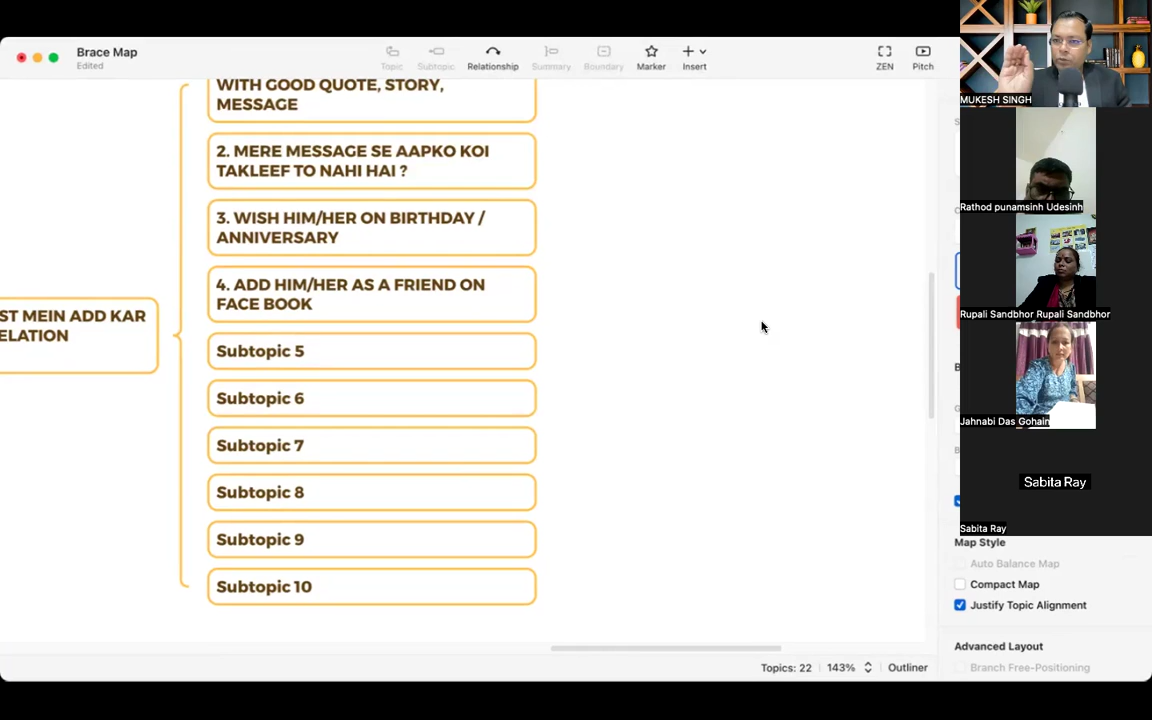 Brace Map
Edited
Topic
Subtopic
Relationship
Summary
Boundary
Marker
Insert
ZEN
Pitch
WITH GOOD QUOTE, STORY,
MESSAGE
2. MERE MESSAGE SE AAPKO KOI
TAKLEEF TO NAHI HAI ?
3. WISH HIM/HER ON BIRTHDAY /
ANNIVERSARY
4. ADD HIM/HER AS A FRIEND ON
FACE BOOK
ST MEIN ADD KAR
ELATION
Subtopic 5
Subtopic 6
Subtopic 7
Subtopic 8
Subtopic 9
Subtopic 10
MUKESH SINGH
Rathod punamsinh Udesinh
Rupali Sandbhor Rupali Sandbhor
Jahnabi Das Gohain
Sabita Ray
Sabita Ray
Map Style
Auto Balance Map
Compact Map
Justify Topic Alignment
Advanced Layout
Branch Free-Positioning
Topics: 22
143%
Outliner